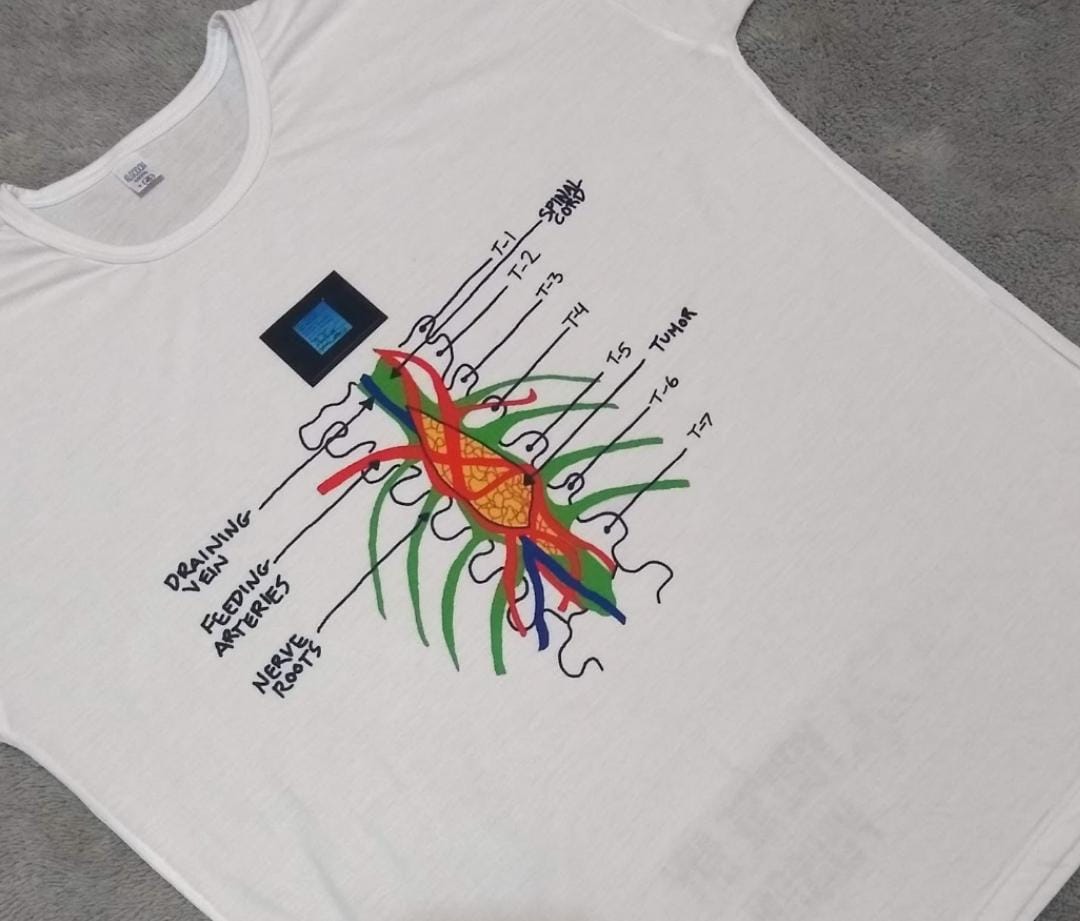 SPINAL
CORD
T-1
T-2
T-3
T-4
T-5
TUMOR
T-6
T-7
DRAINING
VEIN
FEEDING
ARTERIES
NERVE
ROOTS